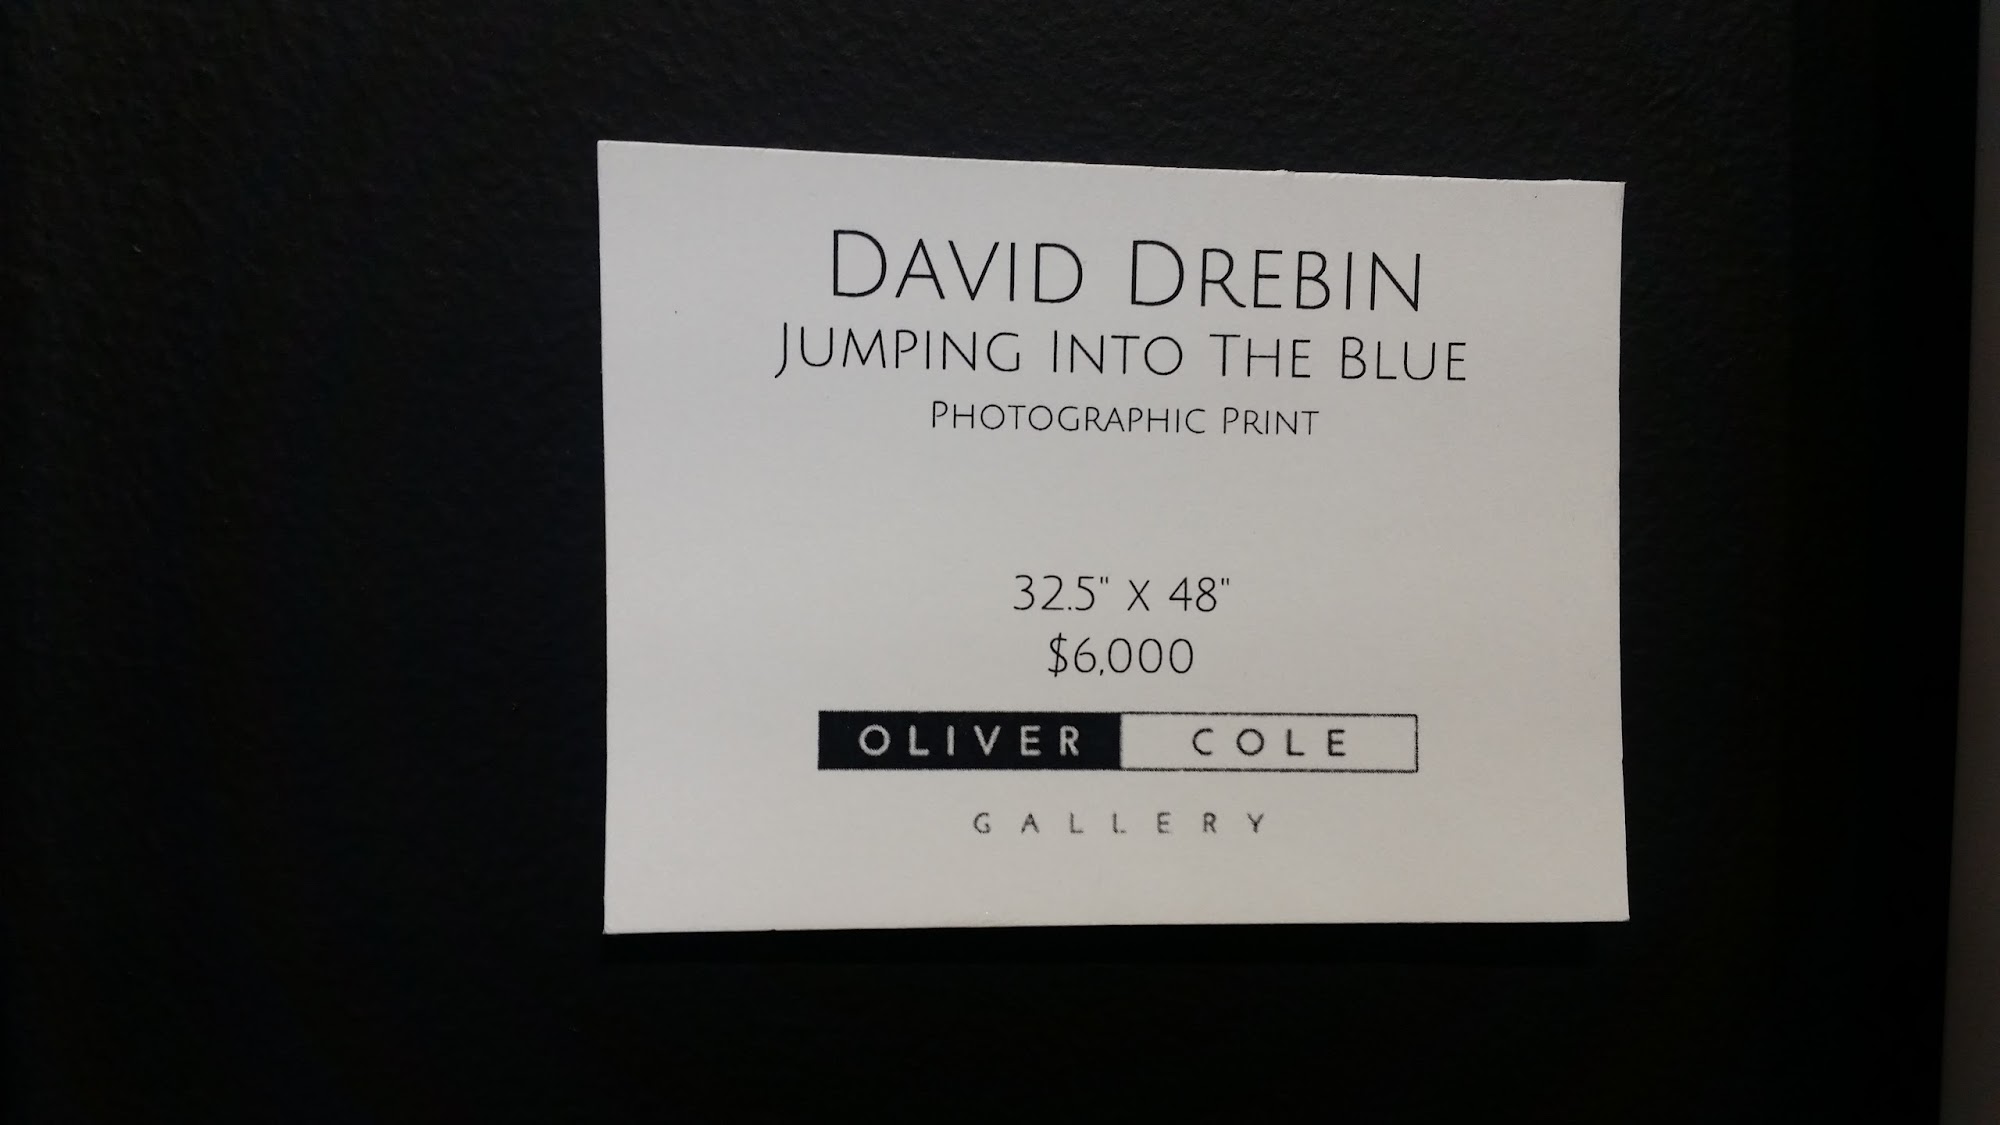 DAVID DREBIN
JUMPING INTO THE BLUE
PHOTOGRAPHIC PRINT
32.5" X 48"
$6,000
OLIVER COLE
GALLERY